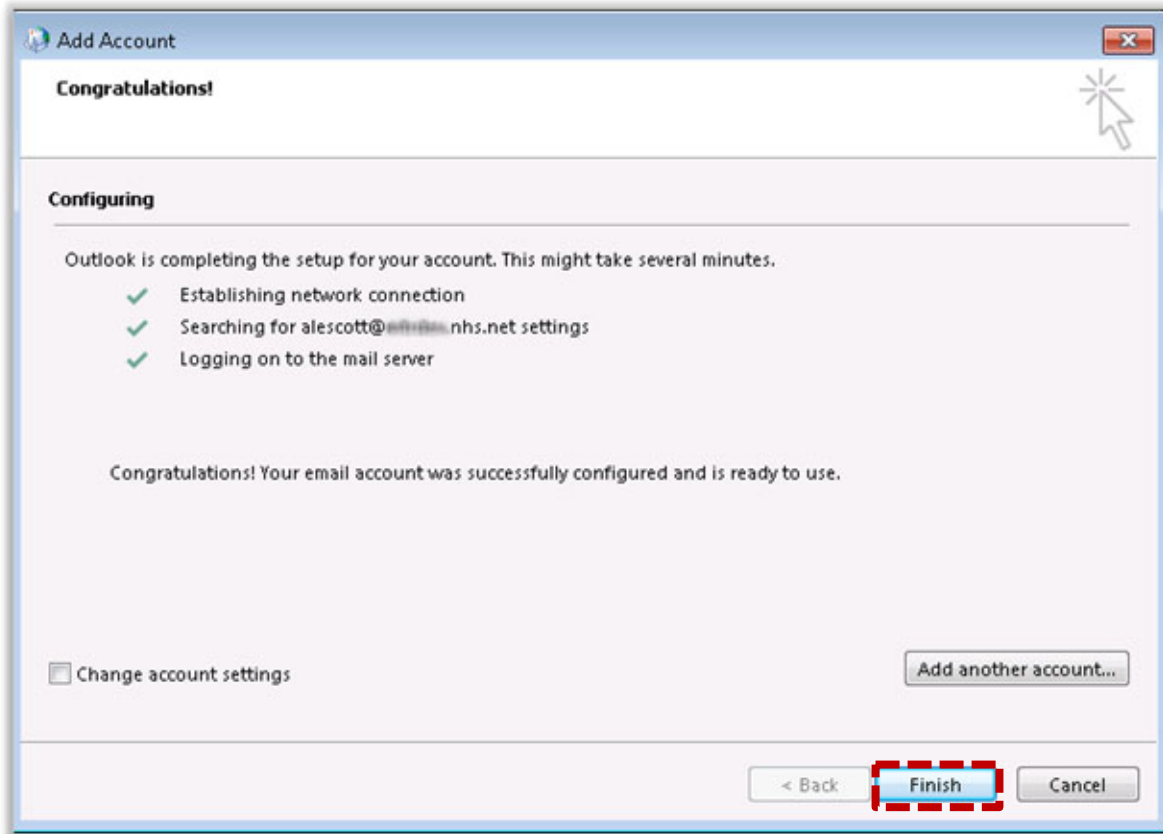 Add Account
Congratulations!
Configuring
Outlook is completing the setup for your account. This might take several minutes.
Establishing network connection
Searching for alescott@ .nhs.net settings
Logging on to the mail server
Congratulations! Your email account was successfully configured and is ready to use.
Change account settings
Add another account...
< Back
Finish
Cancel